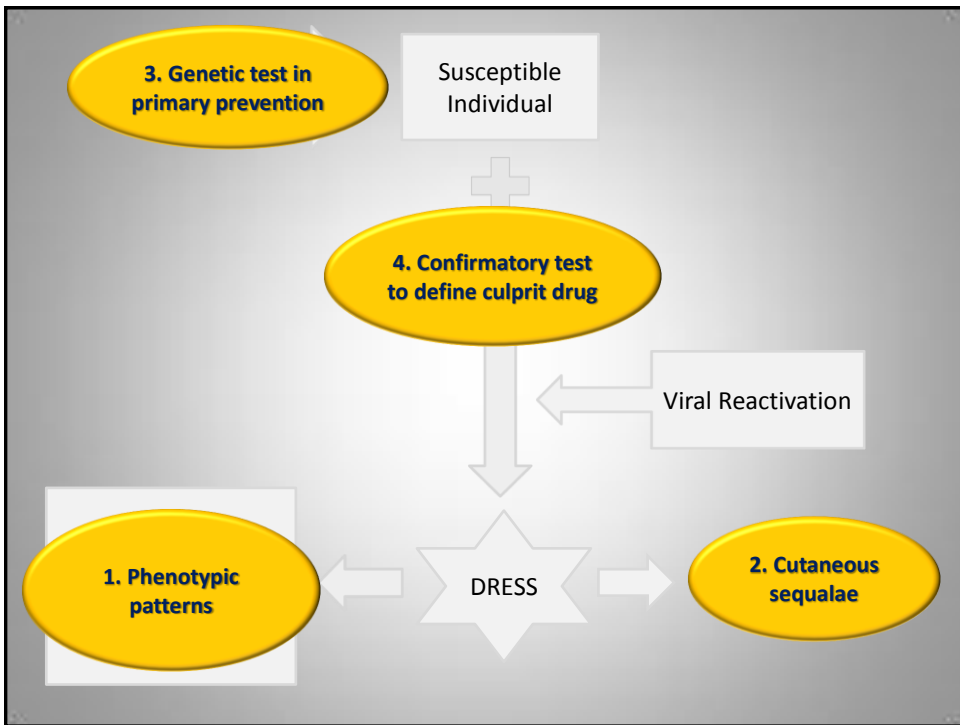 3. Genetic test in
primary prevention
Susceptible
Individual
4. Confirmatory test
to define culprit drug
Viral Reactivation
1. Phenotypic
patterns
DRESS
2. Cutaneous
sequalae